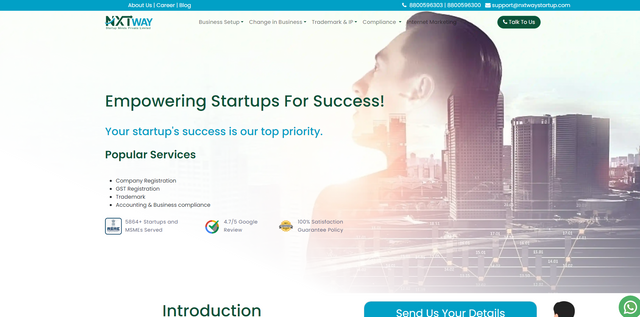 About Us | Career | Blog
8800596303 | 8800596300 support@nxtwaystartup.com
NXTWAY
Business Setup Change in Business Trademark & IP Compliance Internet Marketing
Talk To Us
Empowering Startups For Success!
Your startup's success is our top priority.
Popular Services
Company Registration
GST Registration
Trademark
Accounting & Business compliance
5884+ Startups and
MSMEs Served
4.7/5 Google
Review
100% Satisfaction
Guarantee Policy
Introduction
Send Us Your Details